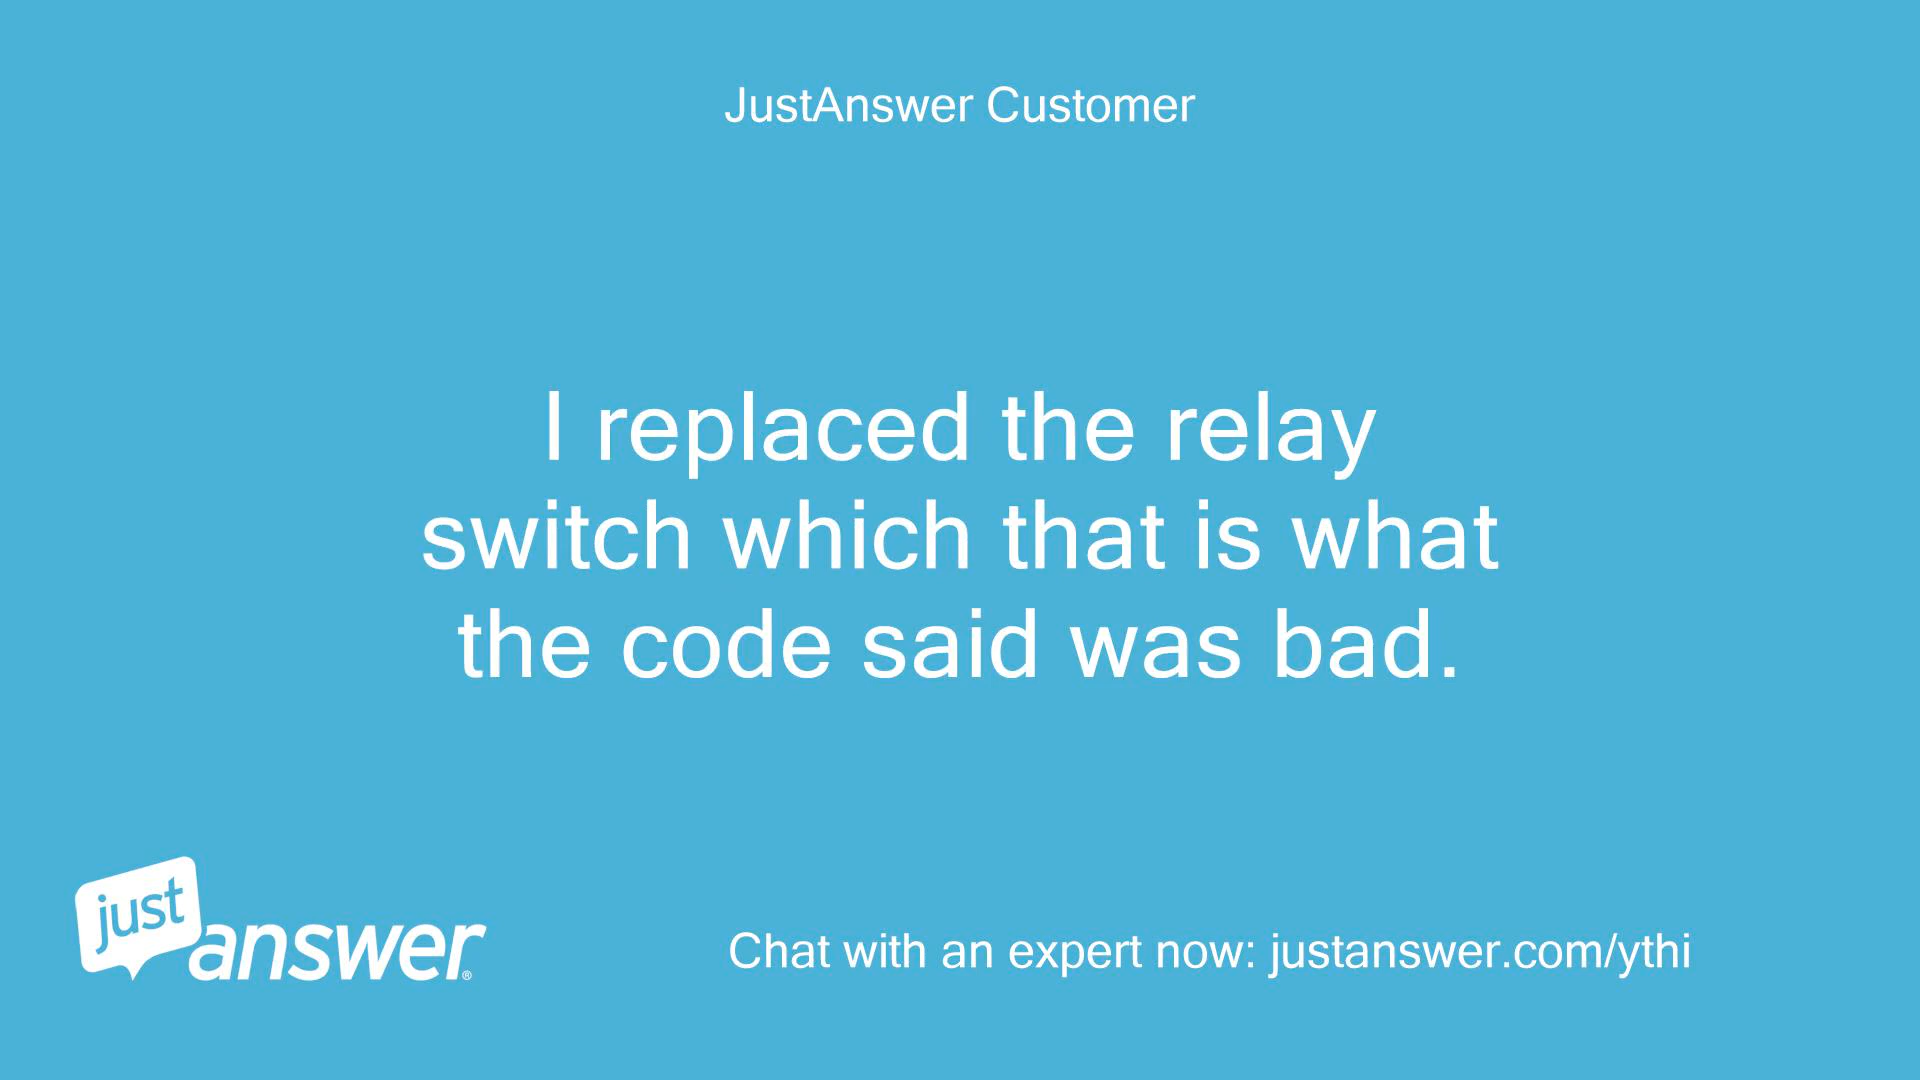 JustAnswer Customer
I replaced the relay
switch which that is what
the code said was bad.
just
answer®
Chat with an expert now: justanswer.com/ythi